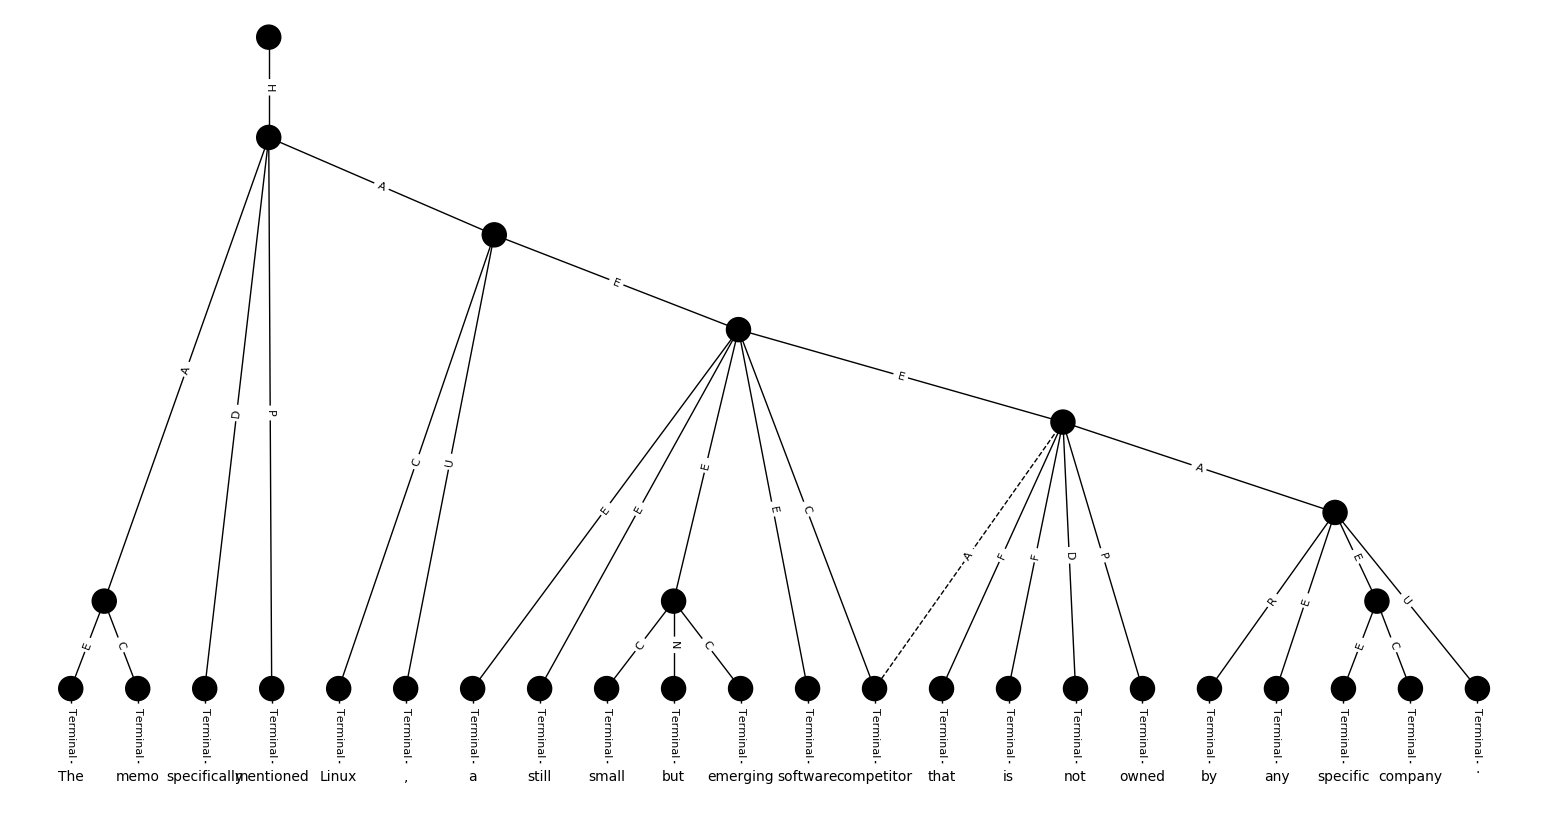 H
A
E
E
A
A
D
P
C
U
E
E
E
E
C
A
F
F
D
P
R
E
E
U
E
C
C
N
C
E
C
Terminal Terminal Terminal Terminal Terminal Terminal Terminal Terminal Terminal Terminal Terminal Terminal Terminal Terminal Terminal Terminal Terminal Terminal Terminal Terminal Terminal Terminal
The memo specifically mentioned Linux , a still small but emerging software competitor that is not owned by any specific company .